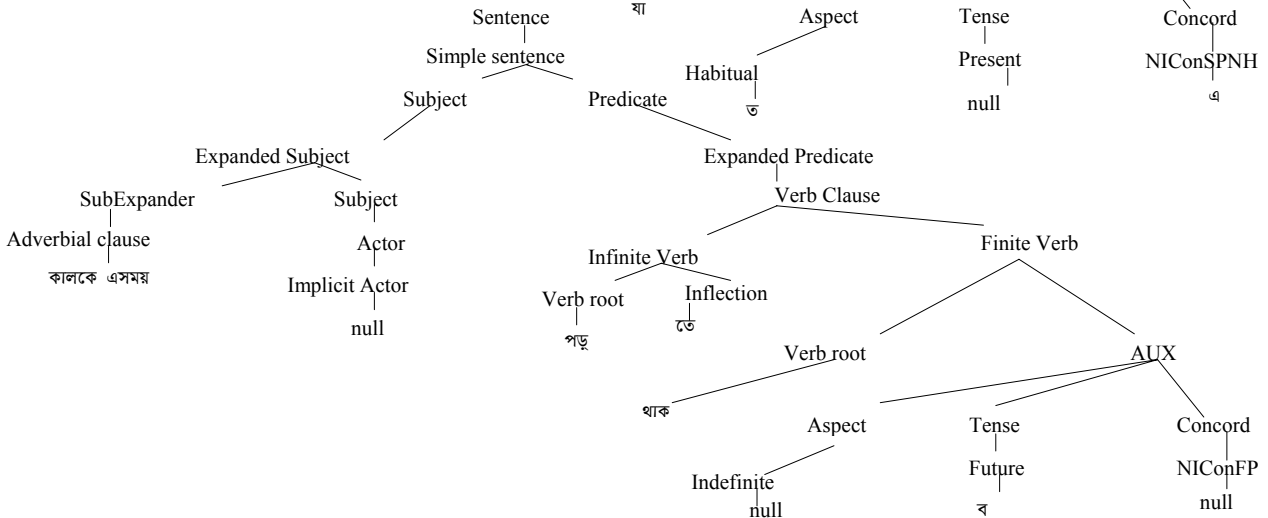 যা
Sentence Aspect Tense Concord
Simple sentence Habitual Present NIConSPNH
Subject Predicate ত null এ
Expanded Subject Expanded Predicate
SubExpander Subject Verb Clause
Adverbial clause Actor Infinite Verb Finite Verb
কালকে এসময় Implicit Actor Verb root Inflection
null পড়্ তে
Verb root AUX
থাক
Aspect Tense Concord
Indefinite Future NIConFP
null ব null